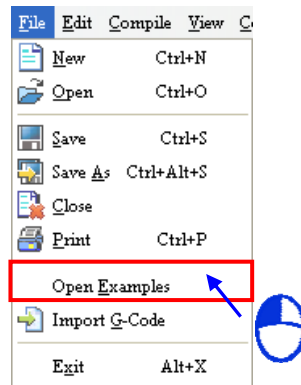 File Edit Compile View C
New Ctrl+N
Open Ctrl+O
Save Ctrl+S
Save As Ctrl+Alt+S
Close
Print Ctrl+P
Open Examples
Import G-Code
Exit Alt+X